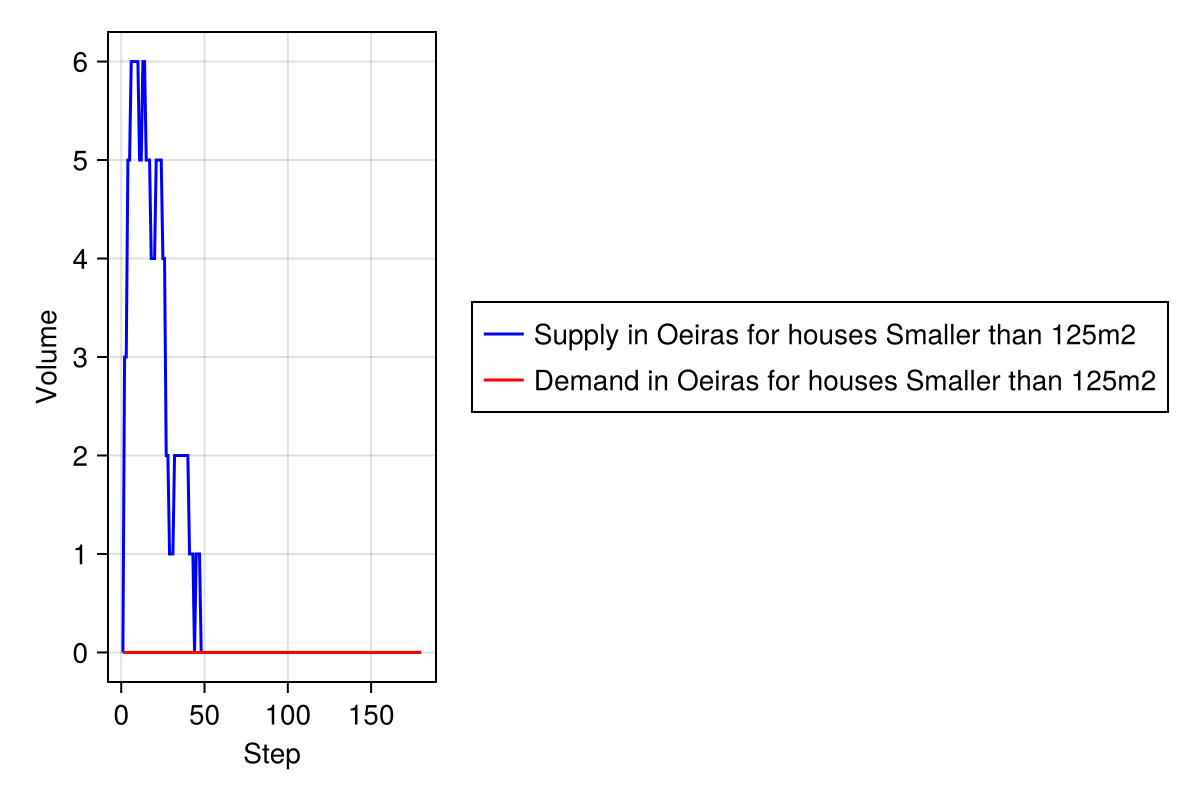 6
5
4
3
2
1
0
Volume
0 50 100 150
Step
Supply in Oeiras for houses Smaller than 125m2
Demand in Oeiras for houses Smaller than 125m2